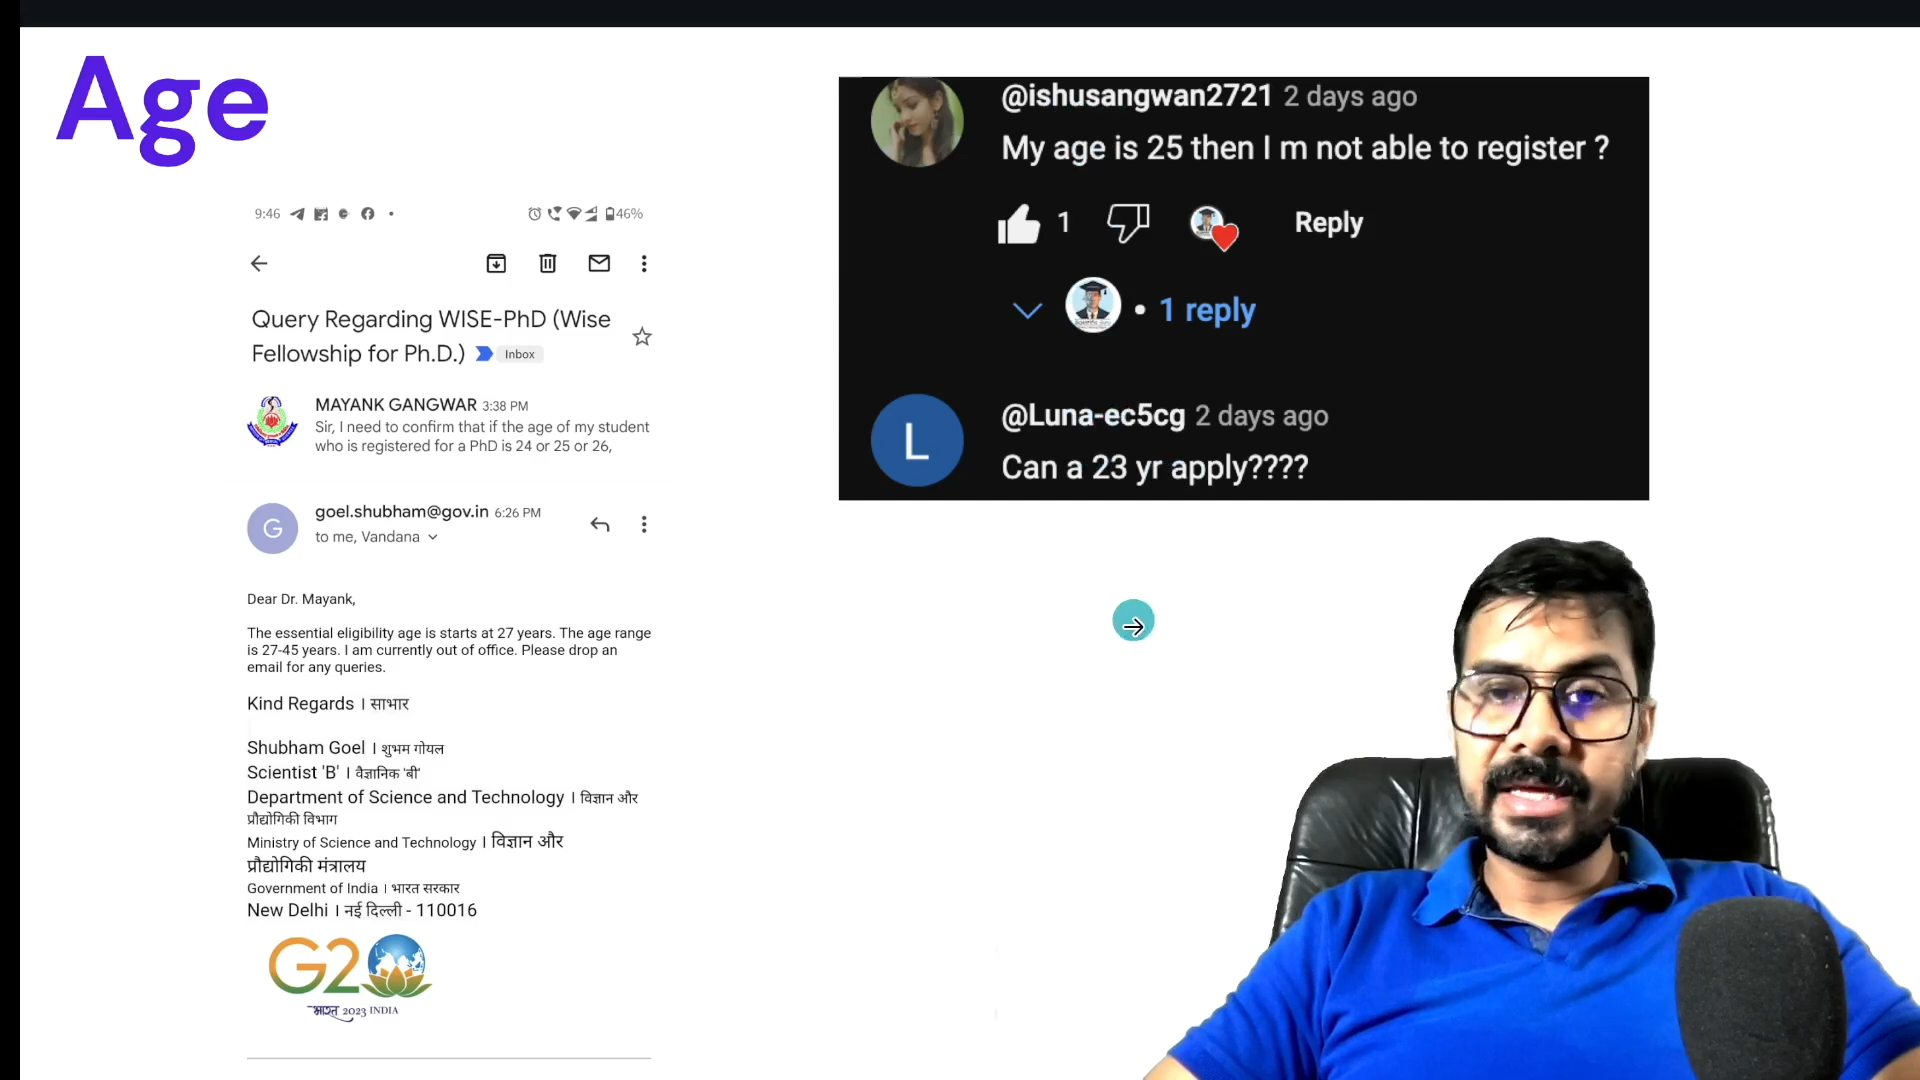 Age
9:46
46%
Query Regarding WISE-PhD (Wise
Fellowship for Ph.D.)
Inbox
MAYANK GANGWAR 3:38 PM
Sir, I need to confirm that if the age of my student
who is registered for a PhD is 24 or 25 or 26,
G
goel.shubham@gov.in 6:26 PM
to me, Vandana
Dear Dr. Mayank,
The essential eligibility age is starts at 27 years. The age range
is 27-45 years. I am currently out of office. Please drop an
email for any queries.
Kind Regards । साभार
Shubham Goel । शुभम गोयल
Scientist 'B' । वैज्ञानिक 'बी'
Department of Science and Technology । विज्ञान और
प्रौद्योगिकी विभाग
Ministry of Science and Technology । विज्ञान और
प्रौद्योगिकी मंत्रालय
Government of India । भारत सरकार
New Delhi । नई दिल्ली - 110016
G20
भारत 2023 INDIA
@ishusangwan2721 2 days ago
My age is 25 then I m not able to register ?
1
Reply
• 1 reply
L
@Luna-ec5cg 2 days ago
Can a 23 yr apply????